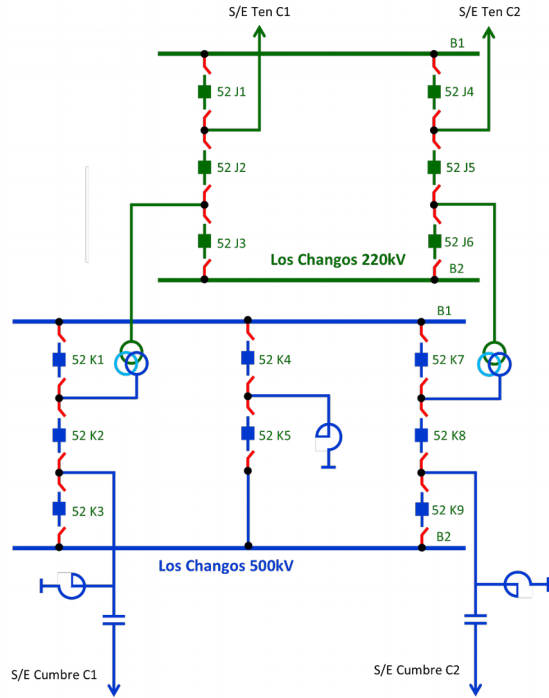 S/E Ten C1
S/E Ten C2
B1
52 J1
52 J4
52 J2
52 J5
52 J3
52 J6
Los Changos 220kV
B2
B1
52 K1
52 K4
52 K7
52 K2
52 K5
52 K8
52 K3
52 K9
B2
Los Changos 500kV
S/E Cumbre C1
S/E Cumbre C2